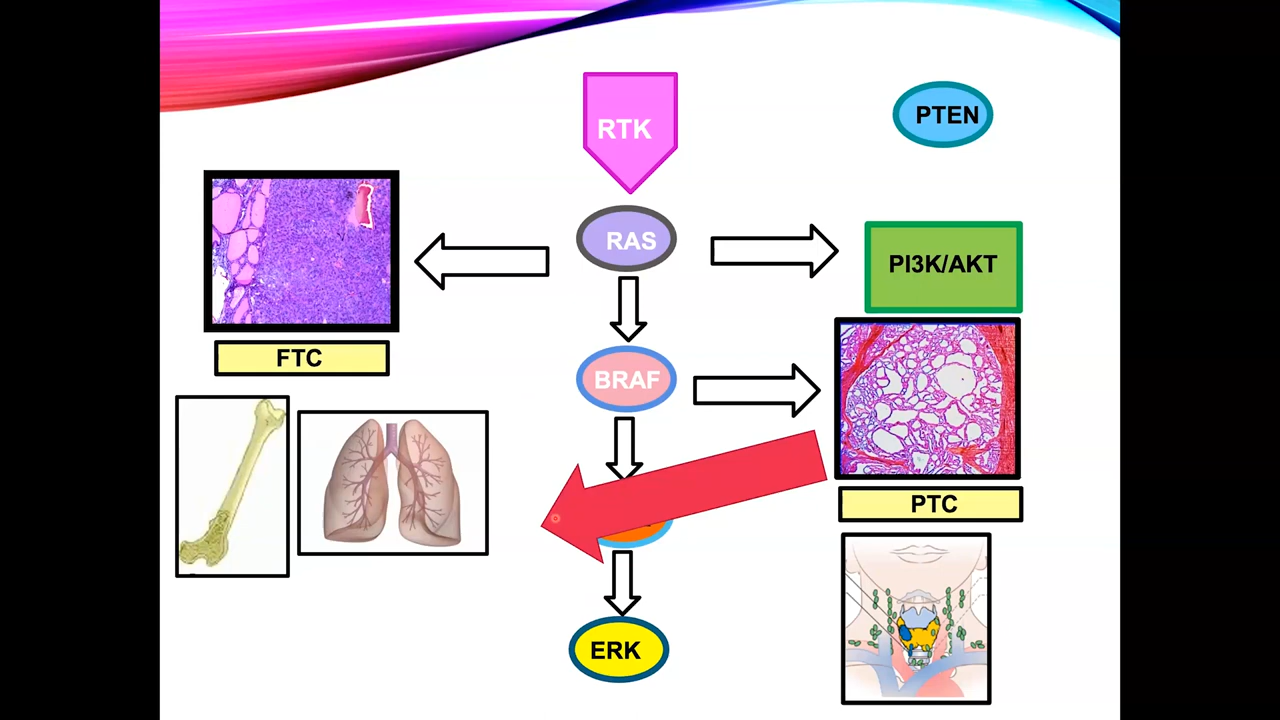 RTK
PTEN
RAS
PI3K/AKT
FTC
BRAF
PTC
ERK